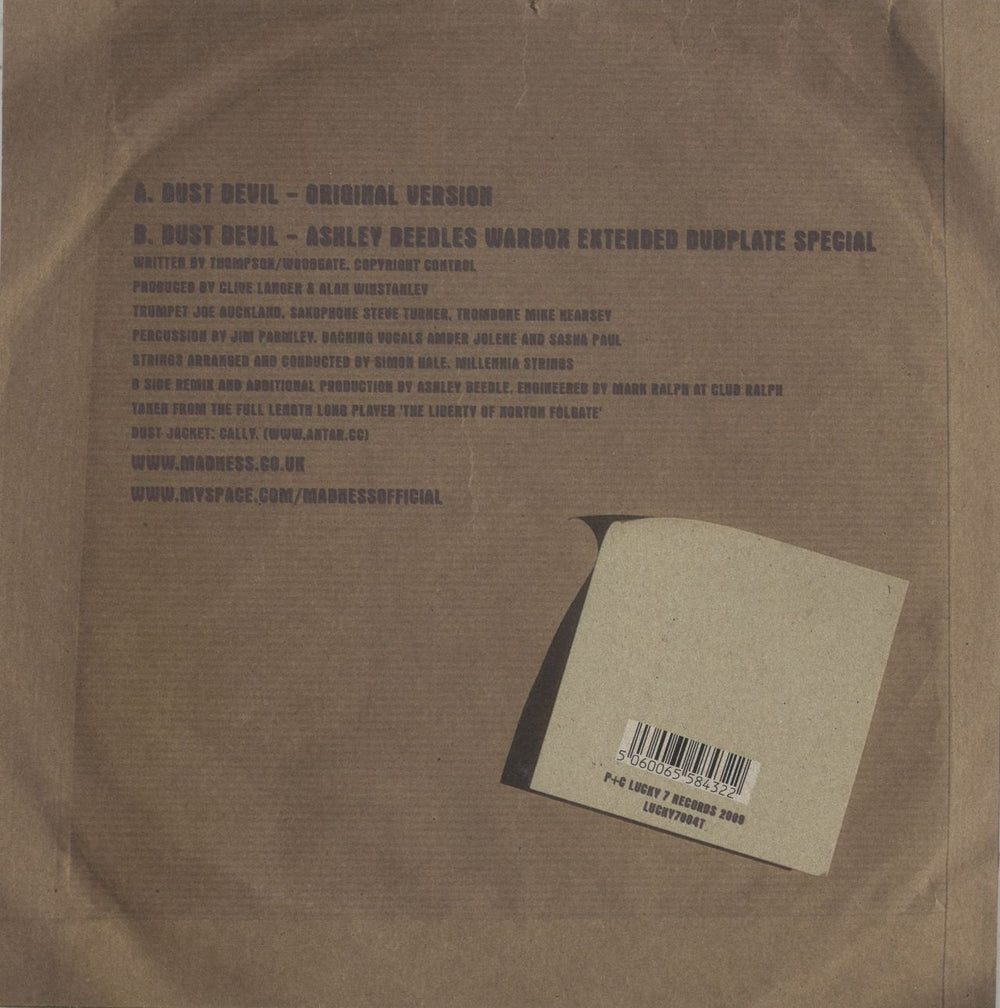 A. DUST DEVIL – ORIGINAL VERSION
B. DUST DEVIL – ASHLEY BEEDLES WARBOX EXTENDED DUBPLATE SPECIAL
WRITTEN BY THOMPSON/WOODGATE. COPYRIGHT CONTROL
PRODUCED BY CLIVE LANGER & ALAN WINSTANLEY
TRUMPET JOE AUCKLAND, SAXOPHONE STEVE TURNER, TROMBONE MIKE KEARSEY
PERCUSSION BY JIM PARMLEY. BACKING VOCALS AMBER JOLENE AND SASHA PAUL
STRINGS ARRANGED AND CONDUCTED BY SIMON HALE. MILLENNIA STRINGS
B SIDE REMIX AND ADDITIONAL PRODUCTION BY ASHLEY BEEDLE. ENGINEERED BY MARK RALPH AT CLUB RALPH
TAKEN FROM THE FULL LENGTH LONG PLAYER 'THE LIBERTY OF NORTON FOLGATE'
DUST JACKET: CALLY. (WWW.ANTAR.CC)
WWW.MADNESS.CO.UK
WWW.MYSPACE.COM/MADNESSOFFICIAL
5 060065 584322
P+C LUCKY 7 RECORDS 2009
LUCKY7004T